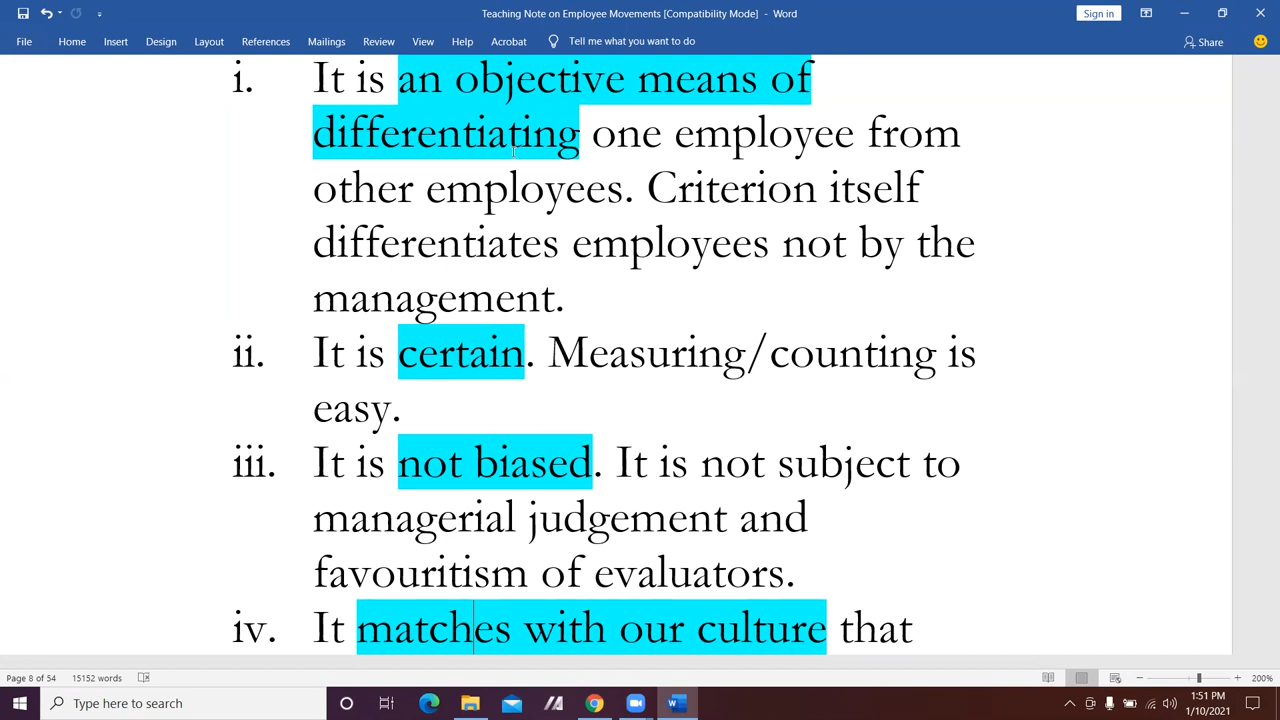 Teaching Note on Employee Movements [Compatibility Mode] - Word
Sign in
File Home Insert Design Layout References Mailings Review View Help Acrobat Tell me what you want to do Share
i. It is an objective means of
differentiating one employee from
other employees. Criterion itself
differentiates employees not by the
management.
ii. It is certain. Measuring/counting is
easy.
iii. It is not biased. It is not subject to
managerial judgement and
favouritism of evaluators.
iv. It matches with our culture that
Page 8 of 54 15152 words 200%
Type here to search
1:51 PM
1/10/2021